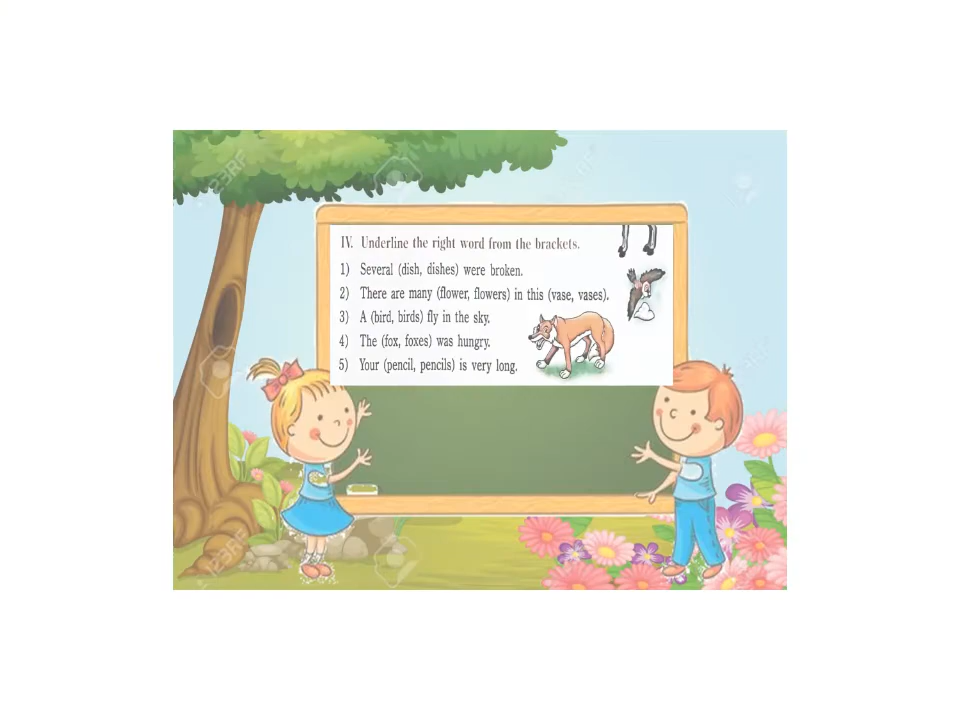 IV. Underline the right word from the brackets.
1) Several (dish, dishes) were broken.
2) There are many (flower, flowers) in this (vase, vases).
3) A (bird, birds) fly in the sky.
4) The (fox, foxes) was hungry.
5) Your (pencil, pencils) is very long.